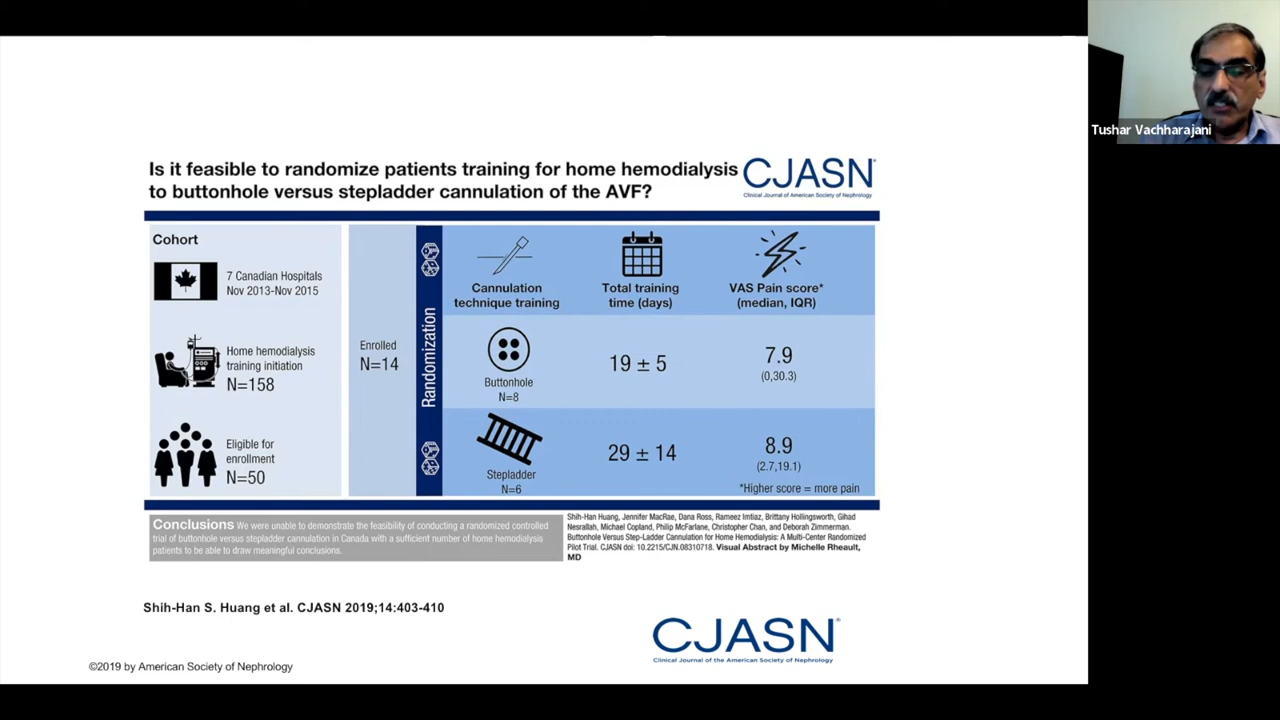 Tushar Vachharajani
Is it feasible to randomize patients training for home hemodialysis
to buttonhole versus stepladder cannulation of the AVF?
CJASN
Clinical Journal of American Society of Nephrology
Cohort
7 Canadian Hospitals
Nov 2013-Nov 2015
Home hemodialysis
training initiation
N=158
Eligible for
enrollment
N=50
Enrolled
N=14
Randomization
Cannulation
technique training
Total training
time (days)
VAS Pain score*
(median, IQR)
Buttonhole
N=8
19 ± 5
7.9
(0,30.3)
Stepladder
N=6
29 ± 14
8.9
(2.7,19.1)
*Higher score = more pain
Conclusions We were unable to demonstrate the feasibility of conducting a randomized controlled
trial of buttonhole versus stepladder cannulation in Canada with a sufficient number of home hemodialysis
patients to be able to draw meaningful conclusions.
Shih-Han Huang, Jennifer MacRae, Dana Ross, Rameez Imtiaz, Brittany Hollingsworth, Gihad
Nesrallah, Michael Copland, Philip McFarlane, Christopher Chan, and Deborah Zimmerman.
Buttonhole Versus Step-Ladder Cannulation for Home Hemodialysis: A Multi-Center Randomized
Pilot Trial. CJASN doi: 10.2215/CJN.08310718. Visual Abstract by Michelle Rheault,
MD
Shih-Han S. Huang et al. CJASN 2019;14:403-410
CJASN
Clinical Journal of the American Society of Nephrology
©2019 by American Society of Nephrology